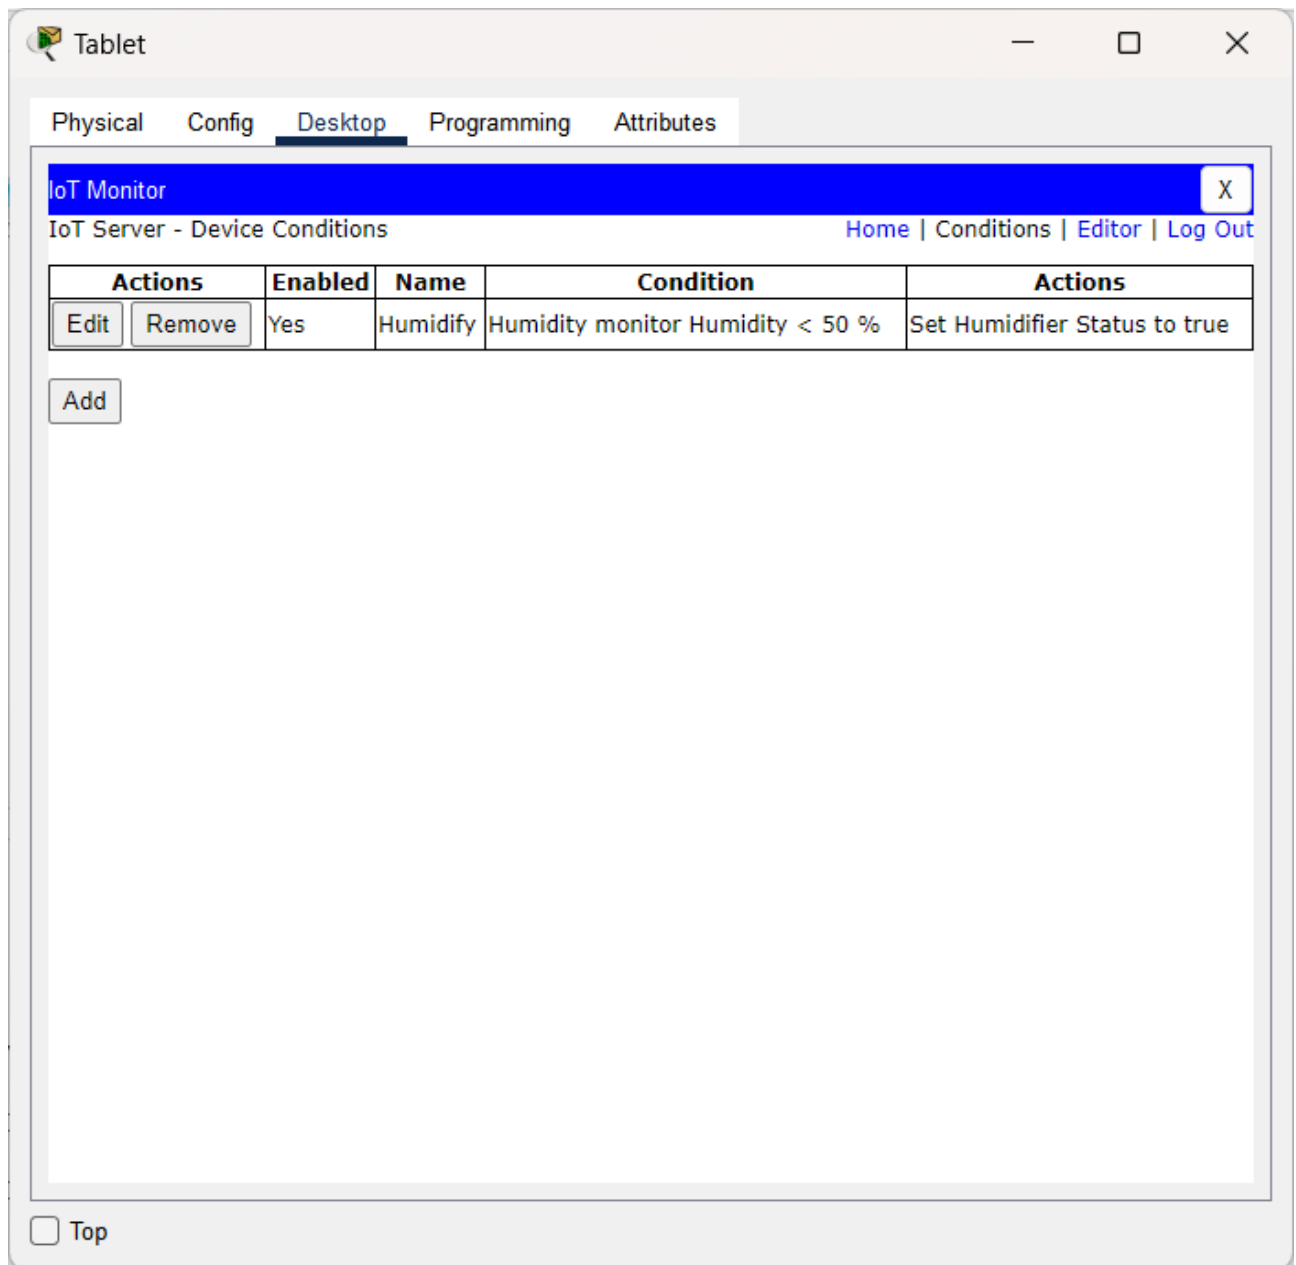 Tablet
Physical Config Desktop Programming Attributes
IoT Monitor X
IoT Server - Device Conditions Home | Conditions | Editor | Log Out
Actions Enabled Name Condition Actions
Edit Remove Yes Humidify Humidity monitor Humidity < 50 % Set Humidifier Status to true
Add
Top